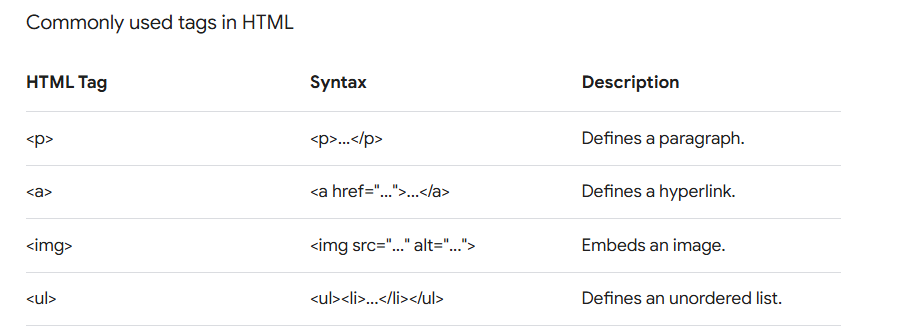 Commonly used tags in HTML
HTML Tag Syntax Description
<p> <p>...</p> Defines a paragraph.
<a> <a href="...">...</a> Defines a hyperlink.
<img> <img src="..." alt="..."> Embeds an image.
<ul> <ul><li>...</li></ul> Defines an unordered list.